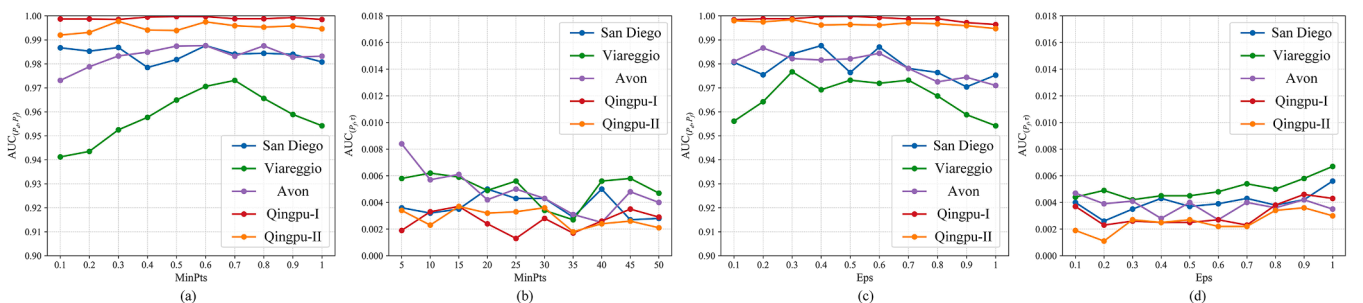 1.00
0.99
0.98
0.97
0.96
0.95
0.94
0.93
0.92
0.91
0.90
AUC(Pd, Pf)
0.1 0.2 0.3 0.4 0.5 0.6 0.7 0.8 0.9 1
MinPts
San Diego
Viareggio
Avon
Qingpu-I
Qingpu-II
(a)
0.018
0.016
0.014
0.012
0.010
0.008
0.006
0.004
0.002
0.000
AUC(Pf, τ)
5 10 15 20 25 30 35 40 45 50
MinPts
San Diego
Viareggio
Avon
Qingpu-I
Qingpu-II
(b)
1.00
0.99
0.98
0.97
0.96
0.95
0.94
0.93
0.92
0.91
0.90
AUC(Pd, Pf)
0.1 0.2 0.3 0.4 0.5 0.6 0.7 0.8 0.9 1
Eps
San Diego
Viareggio
Avon
Qingpu-I
Qingpu-II
(c)
0.018
0.016
0.014
0.012
0.010
0.008
0.006
0.004
0.002
0.000
AUC(Pf, τ)
0.1 0.2 0.3 0.4 0.5 0.6 0.7 0.8 0.9 1
Eps
San Diego
Viareggio
Avon
Qingpu-I
Qingpu-II
(d)